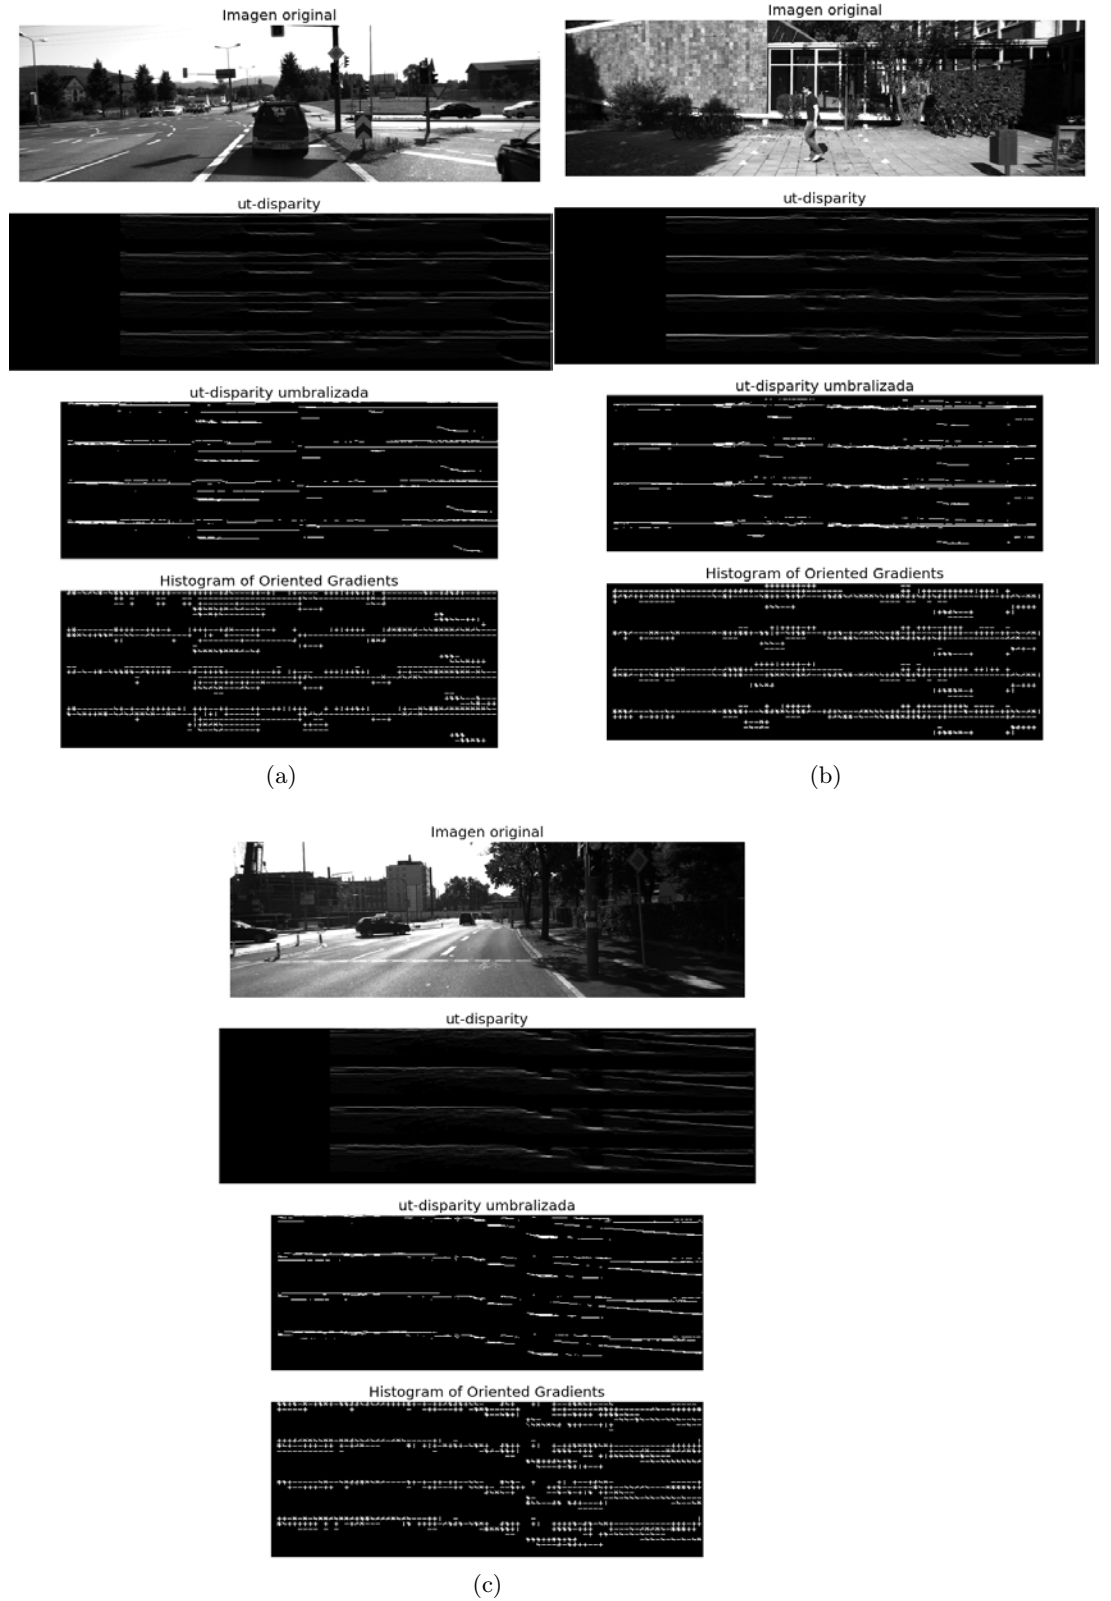 Imagen original
ut-disparity
ut-disparity umbralizada
Histogram of Oriented Gradients
(a)
Imagen original
ut-disparity
ut-disparity umbralizada
Histogram of Oriented Gradients
(b)
Imagen original
ut-disparity
ut-disparity umbralizada
Histogram of Oriented Gradients
(c)